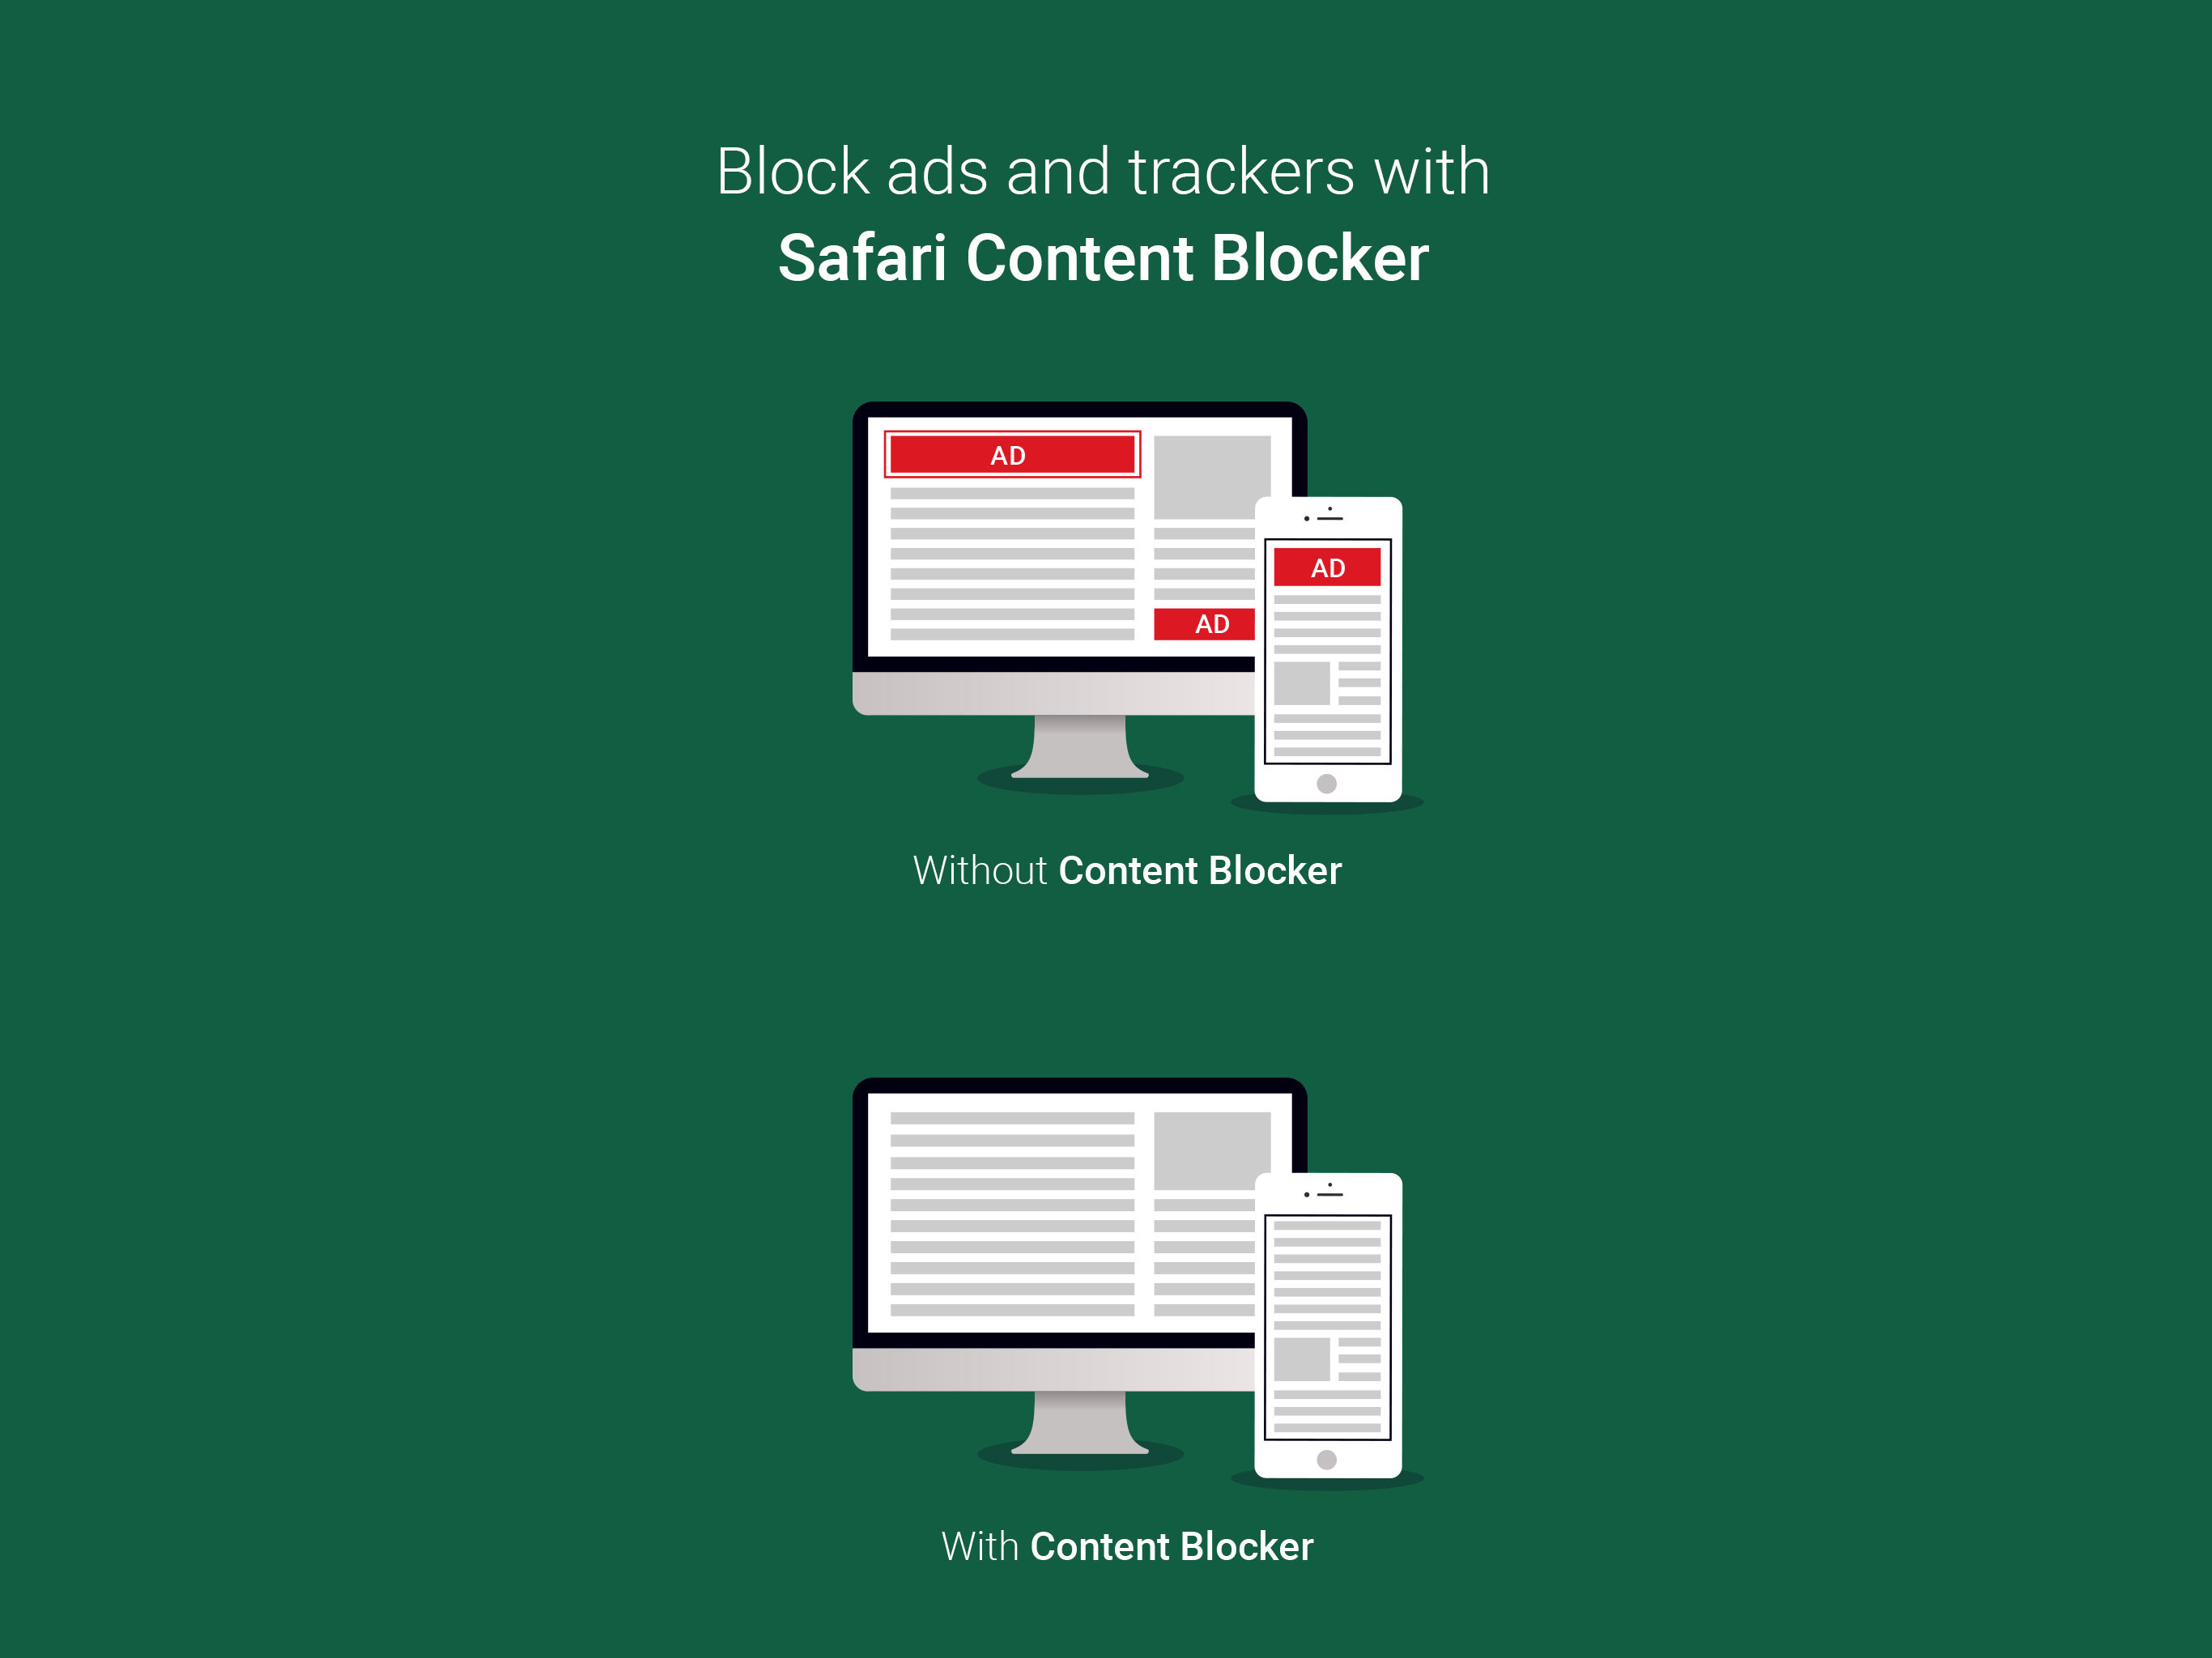 Block ads and trackers with
Safari Content Blocker
AD
AD
AD
Without Content Blocker
With Content Blocker